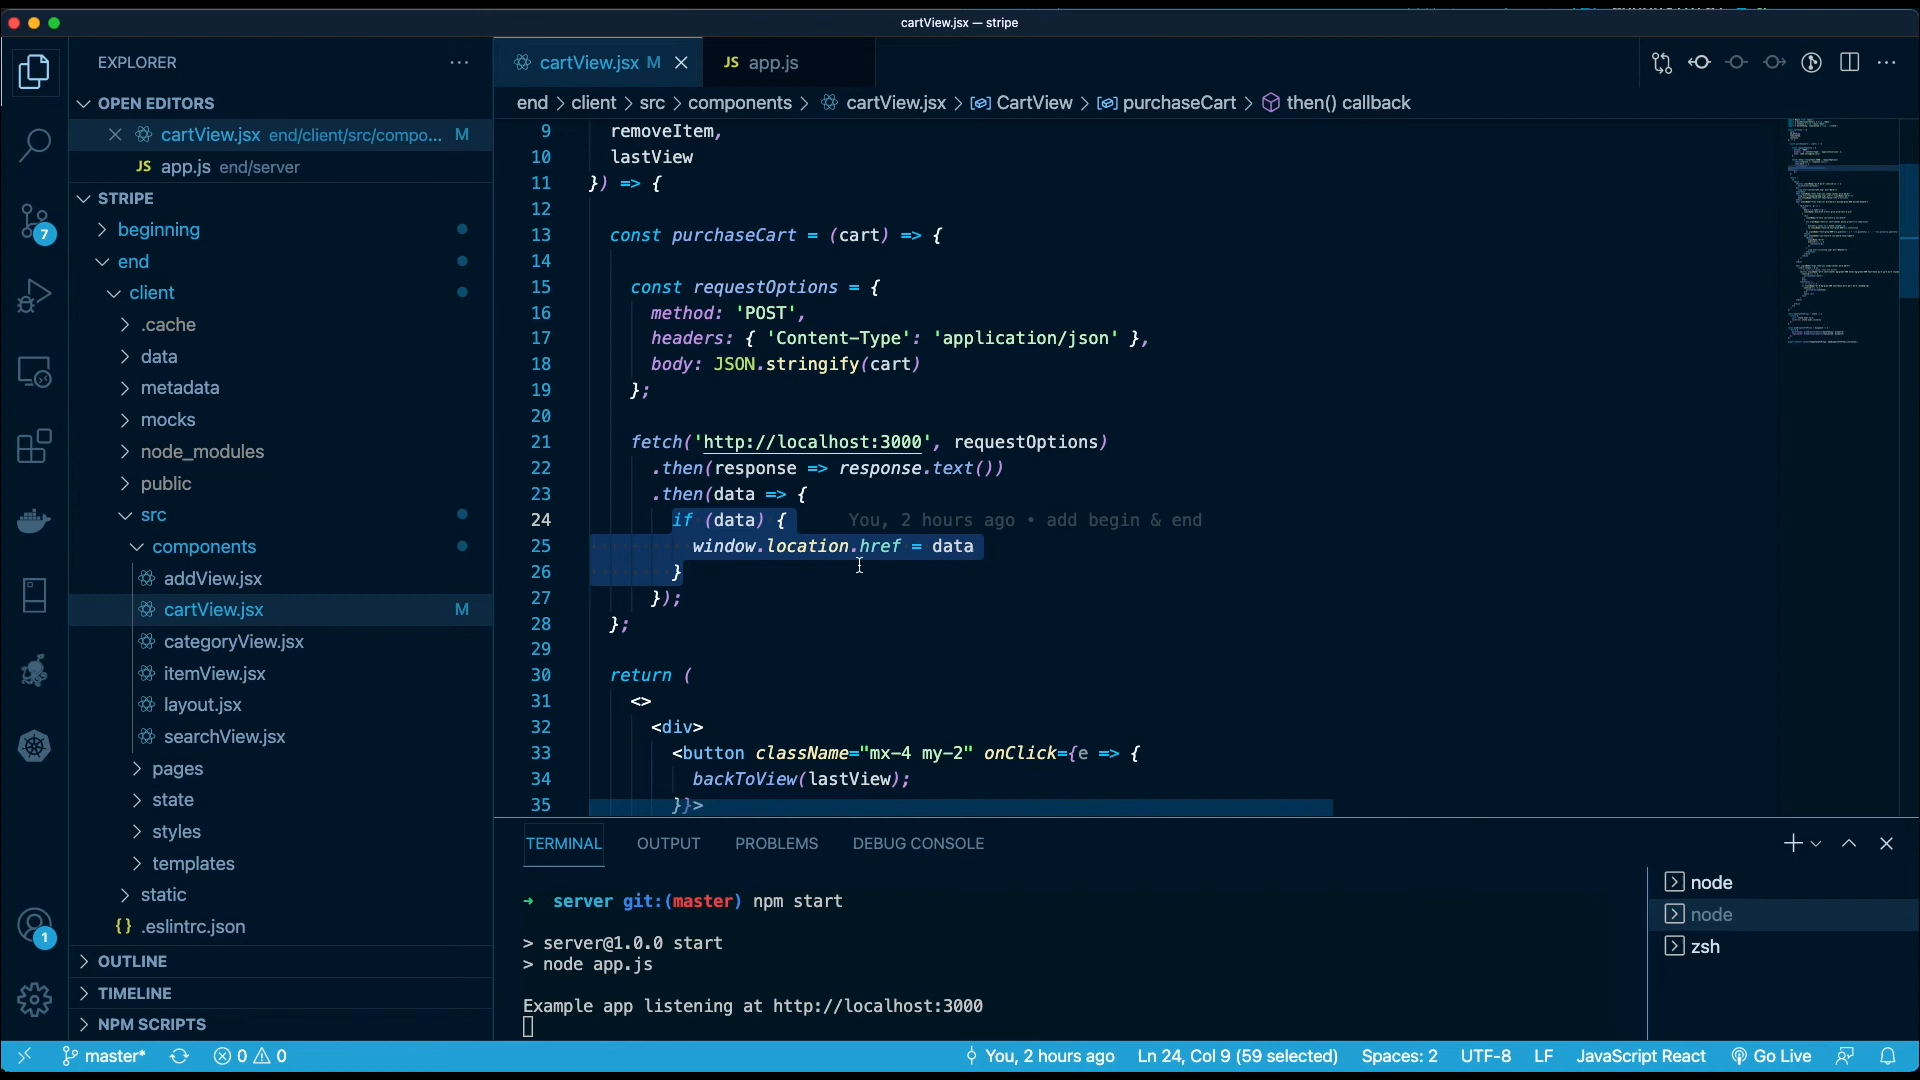 cartView.jsx — stripe
EXPLORER
OPEN EDITORS
cartView.jsx end/client/src/compo... M
JS app.js end/server
STRIPE
beginning
end
client
.cache
data
metadata
mocks
node_modules
public
src
components
addView.jsx
cartView.jsx M
categoryView.jsx
itemView.jsx
layout.jsx
searchView.jsx
pages
state
styles
templates
static
{} .eslintrc.json
OUTLINE
TIMELINE
NPM SCRIPTS
7
1
cartView.jsx M
JS app.js
end > client > src > components > cartView.jsx > CartView > purchaseCart > then() callback
9 removeItem,
10 lastView
11 }) => {
12
13 const purchaseCart = (cart) => {
14
15 const requestOptions = {
16 method: 'POST',
17 headers: { 'Content-Type': 'application/json' },
18 body: JSON.stringify(cart)
19 };
20
21 fetch('http://localhost:3000', requestOptions)
22 .then(response => response.text())
23 .then(data => {
24 if (data) { You, 2 hours ago • add begin & end
25 window.location.href = data
26 }
27 });
28 };
29
30 return (
31 <>
32 <div>
33 <button className="mx-4 my-2" onClick={e => {
34 backToView(lastView);
35 }}>
TERMINAL OUTPUT PROBLEMS DEBUG CONSOLE
➜ server git:(master) npm start
> server@1.0.0 start
> node app.js
Example app listening at http://localhost:3000
node
node
zsh
master* 0 0 You, 2 hours ago Ln 24, Col 9 (59 selected) Spaces: 2 UTF-8 LF JavaScript React Go Live